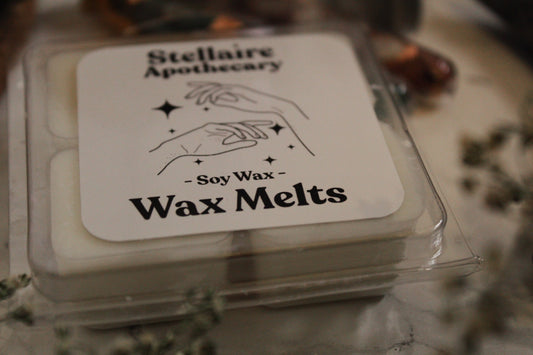 Stellaire
Apothecary
- Soy Wax -
Wax Melts